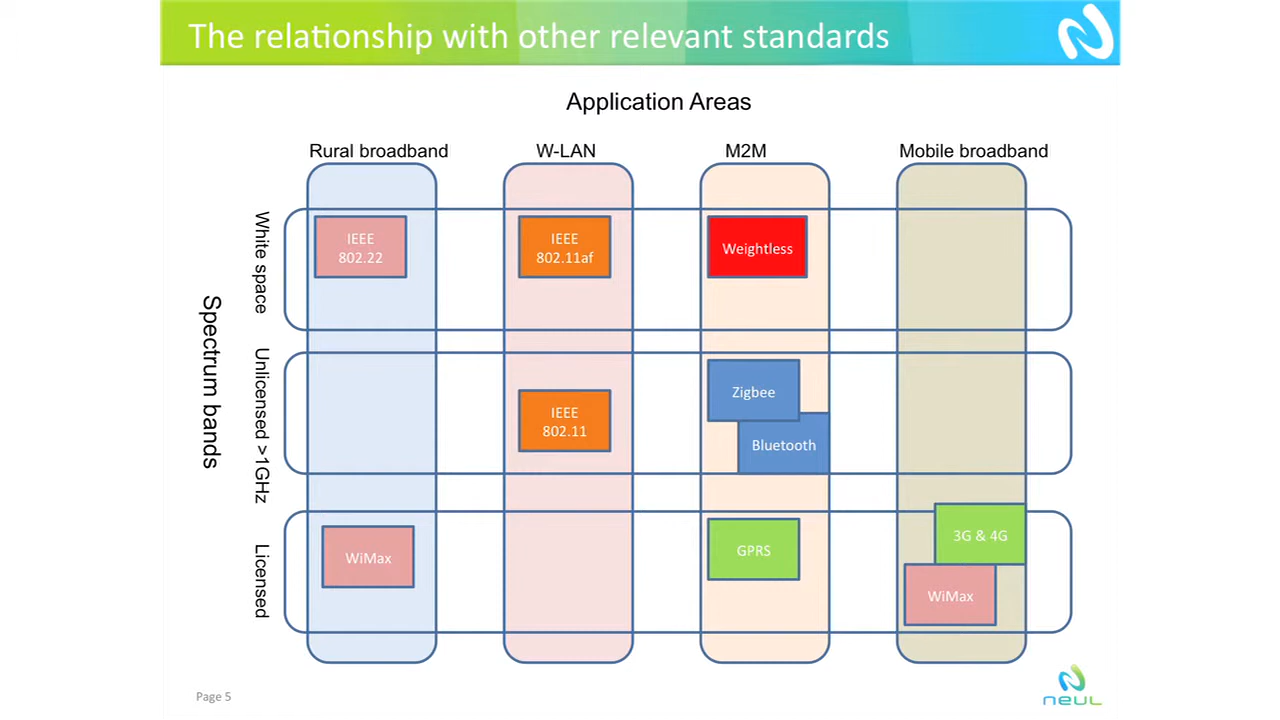 The relationship with other relevant standards
Application Areas
Rural broadband
W-LAN
M2M
Mobile broadband
Spectrum bands
White space
IEEE
802.22
IEEE
802.11af
Weightless
Unlicensed >1GHz
IEEE
802.11
Zigbee
Bluetooth
Licensed
WiMax
GPRS
3G & 4G
WiMax
Page 5
neul